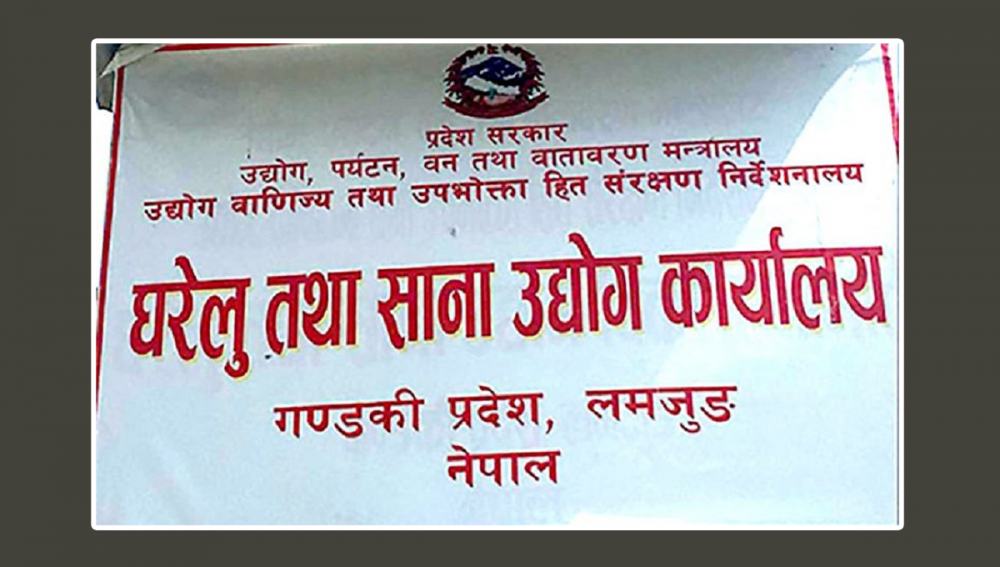 प्रदेश सरकार
उद्योग, पर्यटन, वन तथा वातावरण मन्त्रालय
उद्योग वाणिज्य तथा उपभोक्ता हित संरक्षण निर्देशनालय
घरेलु तथा साना उद्योग कार्यालय
गण्डकी प्रदेश, लमजुङ
नेपाल